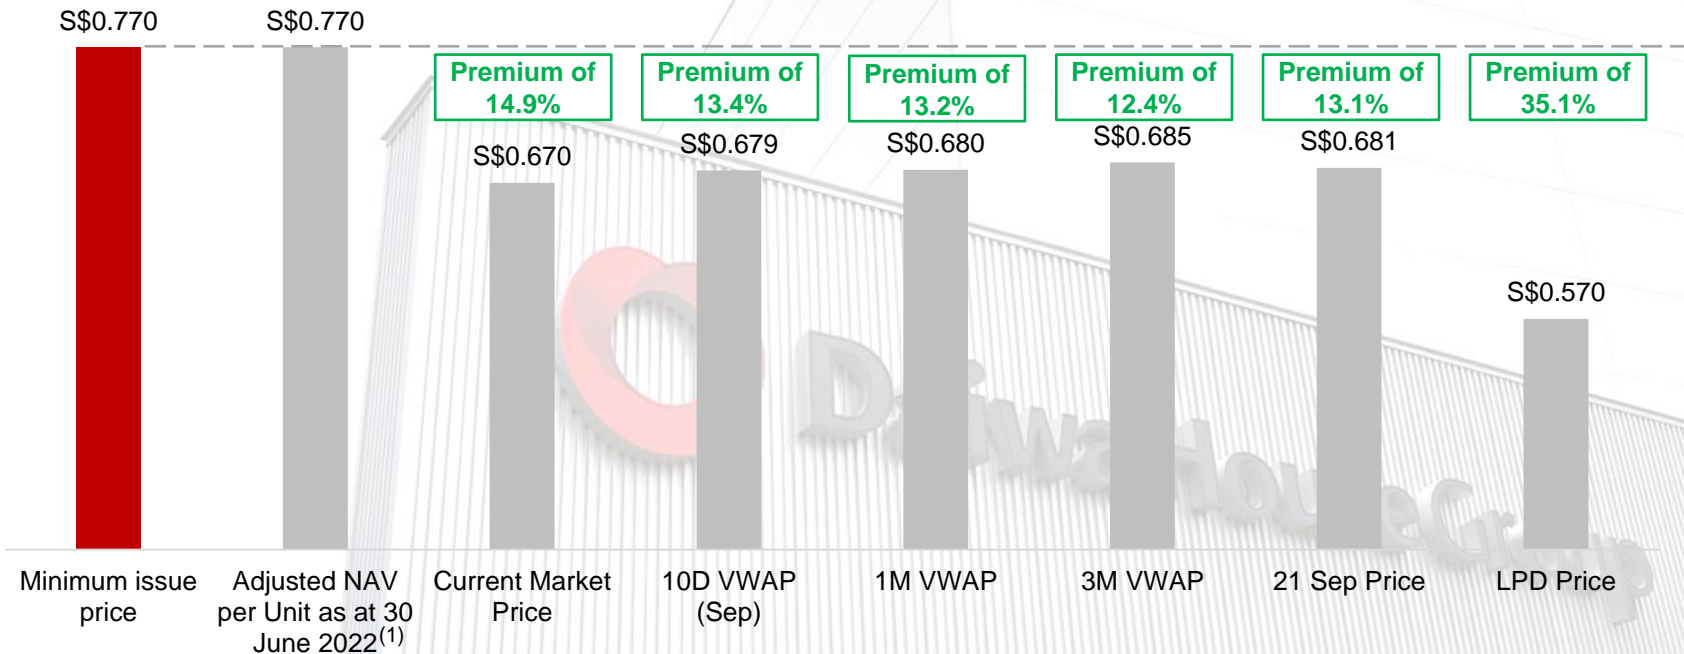 S$0.770
S$0.770
Premium of
14.9%
Premium of
13.4%
Premium of
13.2%
Premium of
12.4%
Premium of
13.1%
Premium of
35.1%
S$0.670
S$0.679
S$0.680
S$0.685
S$0.681
S$0.570
Daiwa House Group
Minimum issue
price
Adjusted NAV
per Unit as at 30
June 2022(1)
Current Market
Price
10D VWAP
(Sep)
1M VWAP
3M VWAP
21 Sep Price
LPD Price